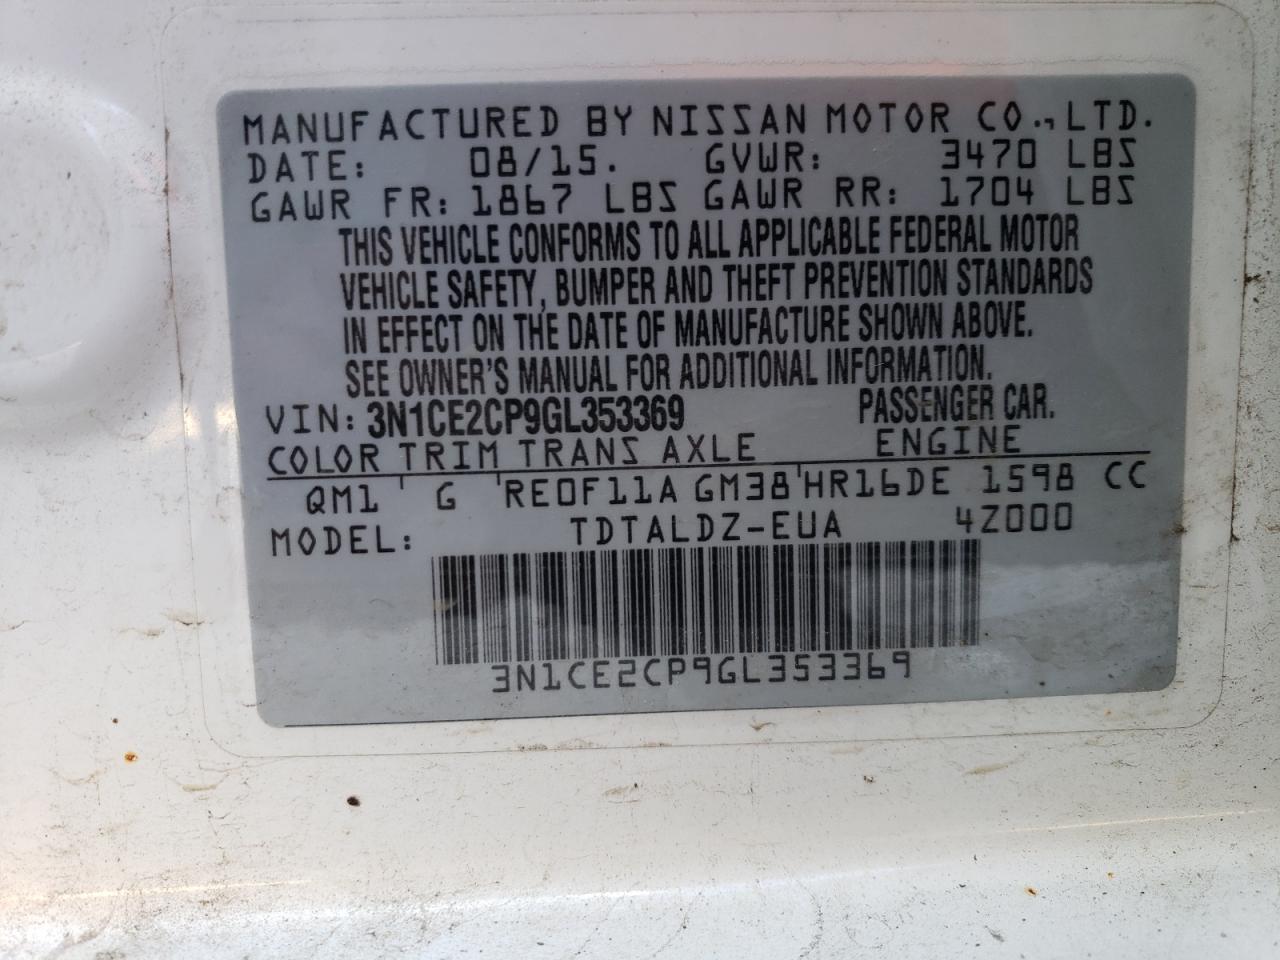 MANUFACTURED BY NISSAN MOTOR CO., LTD.
DATE: 08/15. GVWR: 3470 LBS
GAWR FR: 1867 LBS GAWR RR: 1704 LBS
THIS VEHICLE CONFORMS TO ALL APPLICABLE FEDERAL MOTOR
VEHICLE SAFETY, BUMPER AND THEFT PREVENTION STANDARDS
IN EFFECT ON THE DATE OF MANUFACTURE SHOWN ABOVE.
SEE OWNER'S MANUAL FOR ADDITIONAL INFORMATION.
VIN: 3N1CE2CP9GL353369 PASSENGER CAR.
COLOR TRIM TRANS AXLE ENGINE
QM1 ' G 'RE0F11A GM38'HR16DE 1598 CC
MODEL: TDTALDZ-EUA 4Z000
3N1CE2CP9GL353369